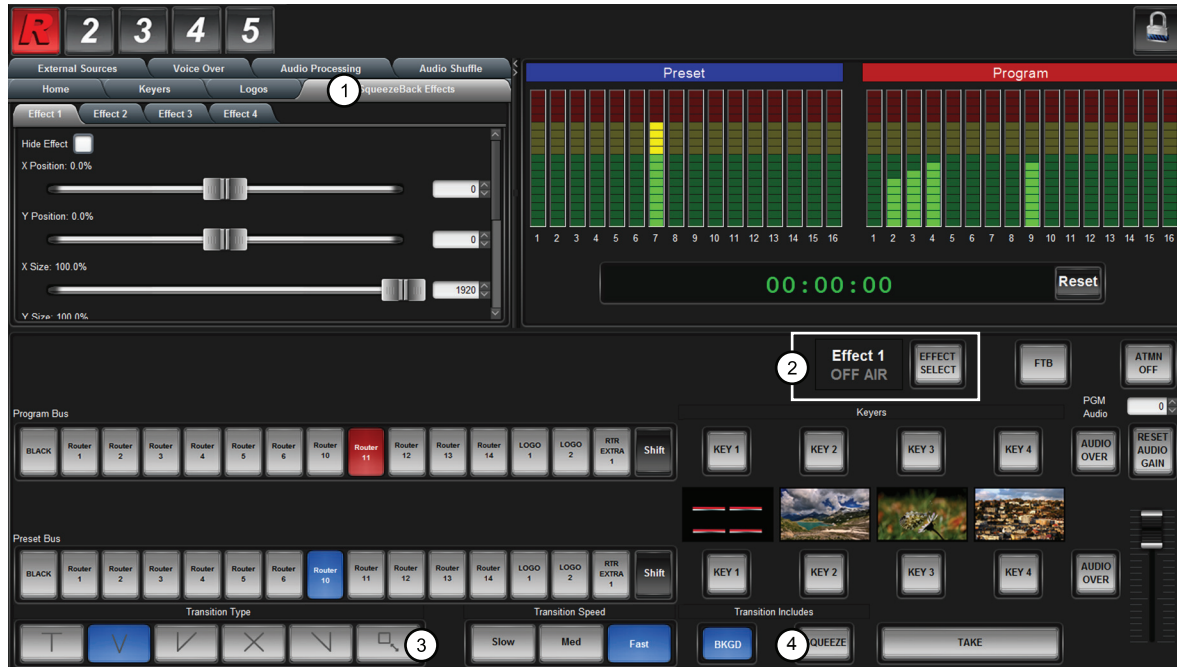 R 2 3 4 5
External Sources Voice Over Audio Processing Audio Shuffle
Home Keyers Logos 1 SqueezeBack Effects
Effect 1 Effect 2 Effect 3 Effect 4
Hide Effect
X Position: 0.0%
0
Y Position: 0.0%
0
X Size: 100.0%
1920
Y Size: 100.0%
Preset
1 2 3 4 5 6 7 8 9 10 11 12 13 14 15 16
Program
1 2 3 4 5 6 7 8 9 10 11 12 13 14 15 16
00:00:00 Reset
2
Effect 1
OFF AIR
EFFECT
SELECT
FTB
ATMN
OFF
PGM
Audio
0
Program Bus
BLACK
Router
1
Router
2
Router
3
Router
4
Router
5
Router
6
Router
10
Router
11
Router
12
Router
13
Router
14
LOGO
1
LOGO
2
RTR
EXTRA
1
Shift
Keyers
KEY 1 KEY 2 KEY 3 KEY 4
AUDIO
OVER
RESET
AUDIO
GAIN
Preset Bus
BLACK
Router
1
Router
2
Router
3
Router
4
Router
5
Router
6
Router
10
Router
11
Router
12
Router
13
Router
14
LOGO
1
LOGO
2
RTR
EXTRA
1
Shift
KEY 1 KEY 2 KEY 3 KEY 4
AUDIO
OVER
Transition Type
3
Transition Speed
Slow Med Fast
Transition Includes
BKGD 4 QUEEZE
TAKE